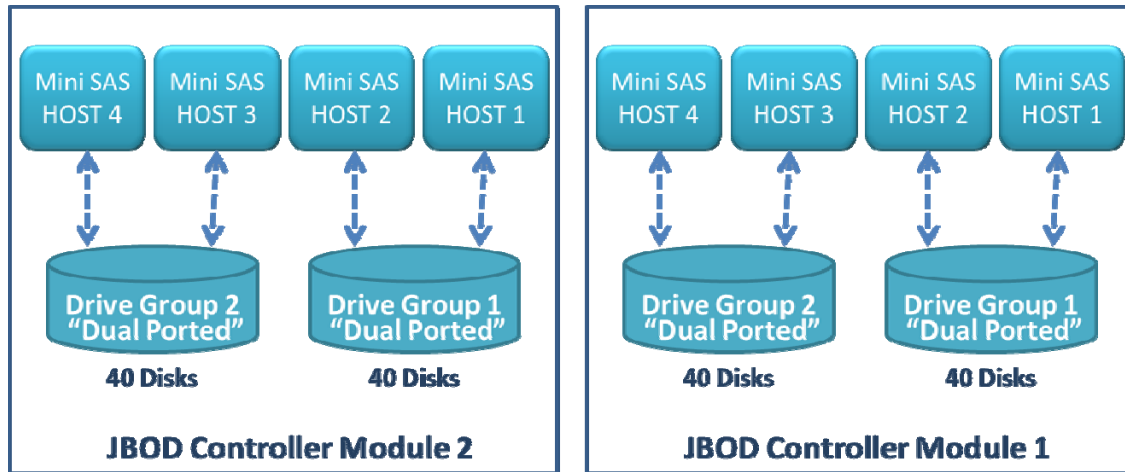 Mini SAS
HOST 4
Mini SAS
HOST 3
Mini SAS
HOST 2
Mini SAS
HOST 1
Drive Group 2
“Dual Ported”
Drive Group 1
“Dual Ported”
40 Disks
40 Disks
JBOD Controller Module 2
Mini SAS
HOST 4
Mini SAS
HOST 3
Mini SAS
HOST 2
Mini SAS
HOST 1
Drive Group 2
“Dual Ported”
Drive Group 1
“Dual Ported”
40 Disks
40 Disks
JBOD Controller Module 1